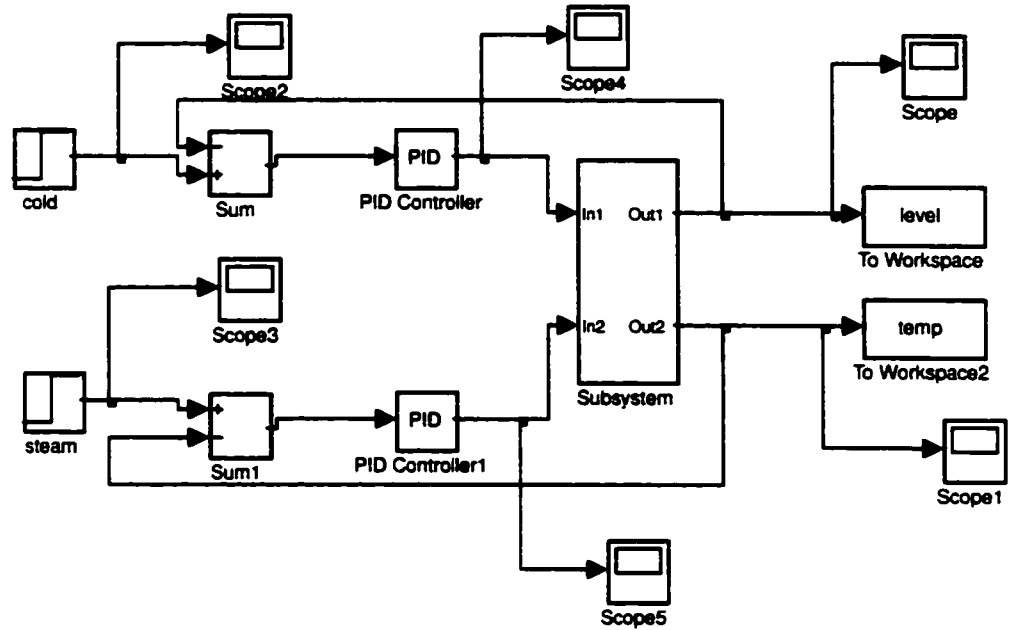 Scope2
Scope4
Scope
cold
-
+
Sum
PID
PID Controller
In1
Out1
level
To Workspace
Scope3
In2
Out2
temp
To Workspace2
steam
+
-
Sum1
PID
PID Controller1
Subsystem
Scope1
Scope5